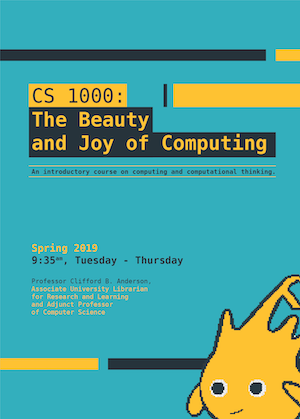 CS 1000:
The Beauty
and Joy of Computing
An introductory course on computing and computational thinking.
Spring 2019
9:35am, Tuesday - Thursday
Professor Clifford B. Anderson,
Associate University Librarian
for Research and Learning
and Adjunct Professor
of Computer Science